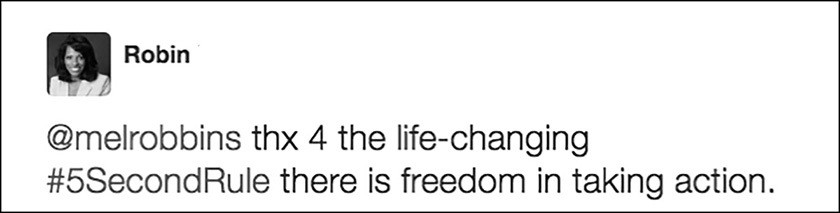 Robin
@melrobbins thx 4 the life-changing
#5SecondRule there is freedom in taking action.